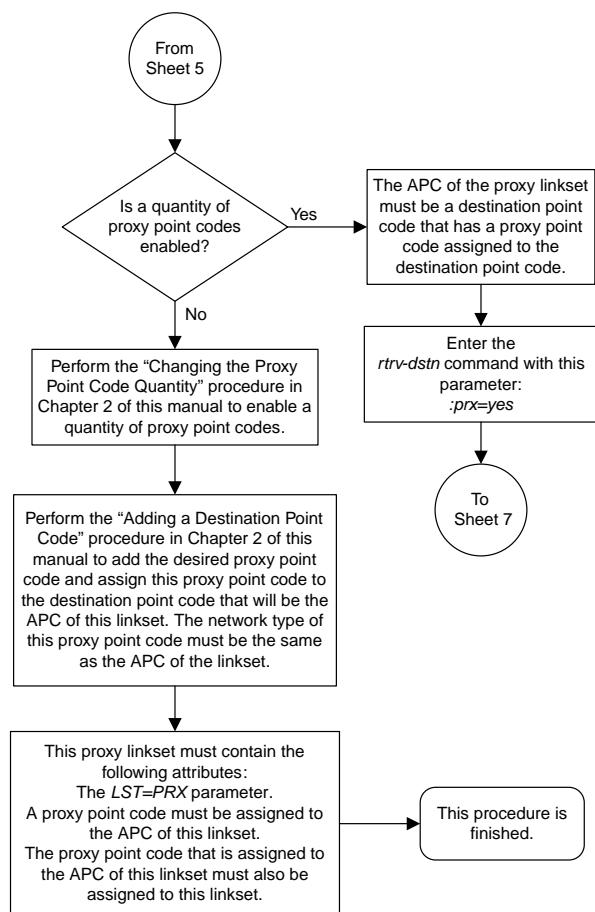 From
Sheet 5
Is a quantity of
proxy point codes
enabled?
Yes
No
The APC of the proxy linkset
must be a destination point
code that has a proxy point
code assigned to the
destination point code.
Enter the
rtrv-dstn command with this
parameter:
:prx=yes
To
Sheet 7
Perform the “Changing the Proxy
Point Code Quantity” procedure in
Chapter 2 of this manual to enable a
quantity of proxy point codes.
Perform the “Adding a Destination Point
Code” procedure in Chapter 2 of this
manual to add the desired proxy point
code and assign this proxy point code to
the destination point code that will be the
APC of this linkset. The network type of
this proxy point code must be the same
as the APC of the linkset.
This proxy linkset must contain the
following attributes:
The LST=PRX parameter.
A proxy point code must be assigned to
the APC of this linkset.
The proxy point code that is assigned to
the APC of this linkset must also be
assigned to this linkset.
This procedure is
finished.